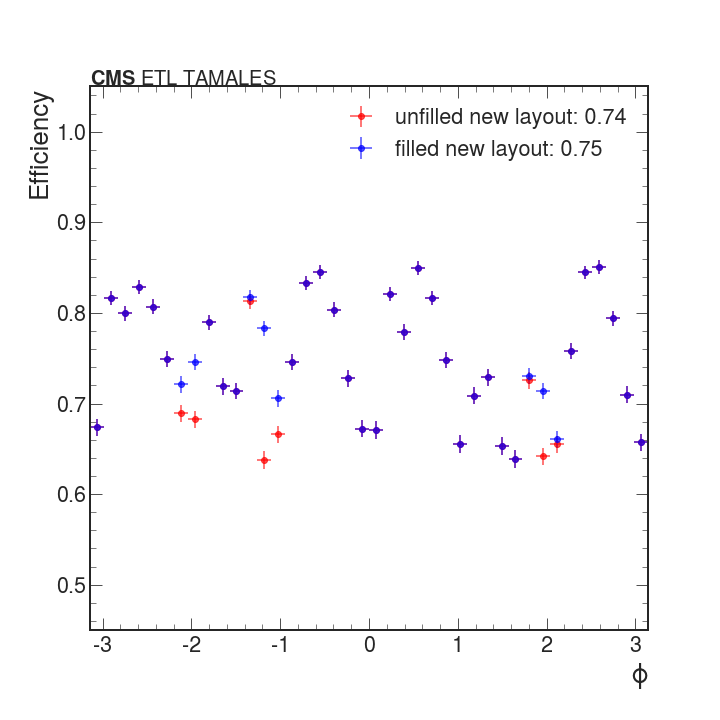 CMS ETL TAMALES
Efficiency
unfilled new layout: 0.74
filled new layout: 0.75
1.0
0.9
0.8
0.7
0.6
0.5
-3 -2 -1 0 1 2 3
ϕ